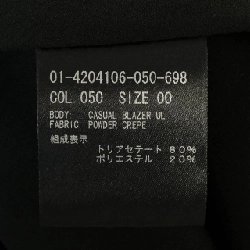 01-4204106-050-698
COL 050 SIZE 00
BODY: CASUAL BLAZER UL
FABRIC POWDER CREPE
組成表示
トリアセテート 80%
ポリエステル 20%